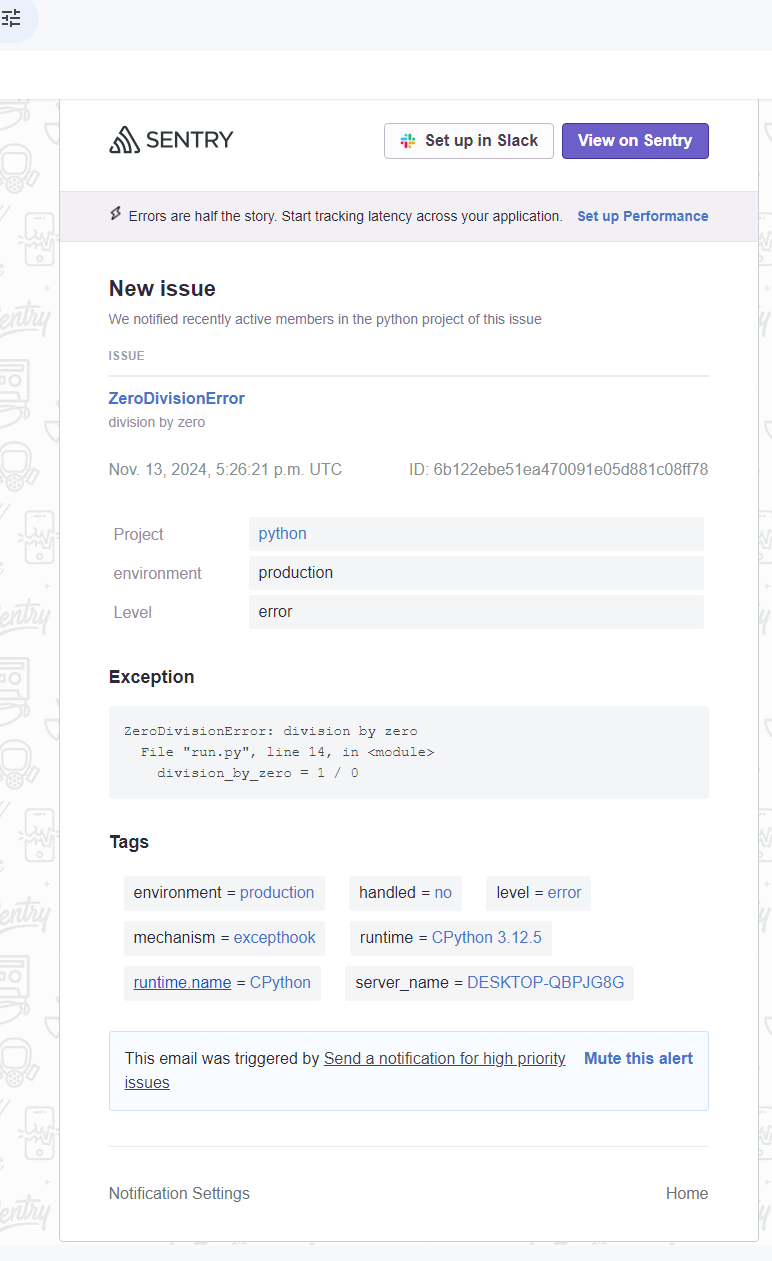 SENTRY
Set up in Slack
View on Sentry
Errors are half the story. Start tracking latency across your application. Set up Performance
New issue
We notified recently active members in the python project of this issue
ISSUE
ZeroDivisionError
division by zero
Nov. 13, 2024, 5:26:21 p.m. UTC
ID: 6b122ebe51ea470091e05d881c08ff78
Project python
environment production
Level error
Exception
ZeroDivisionError: division by zero
File "run.py", line 14, in <module>
division_by_zero = 1 / 0
Tags
environment = production
handled = no
level = error
mechanism = excepthook
runtime = CPython 3.12.5
runtime.name = CPython
server_name = DESKTOP-QBPJG8G
This email was triggered by Send a notification for high priority
issues
Mute this alert
Notification Settings
Home